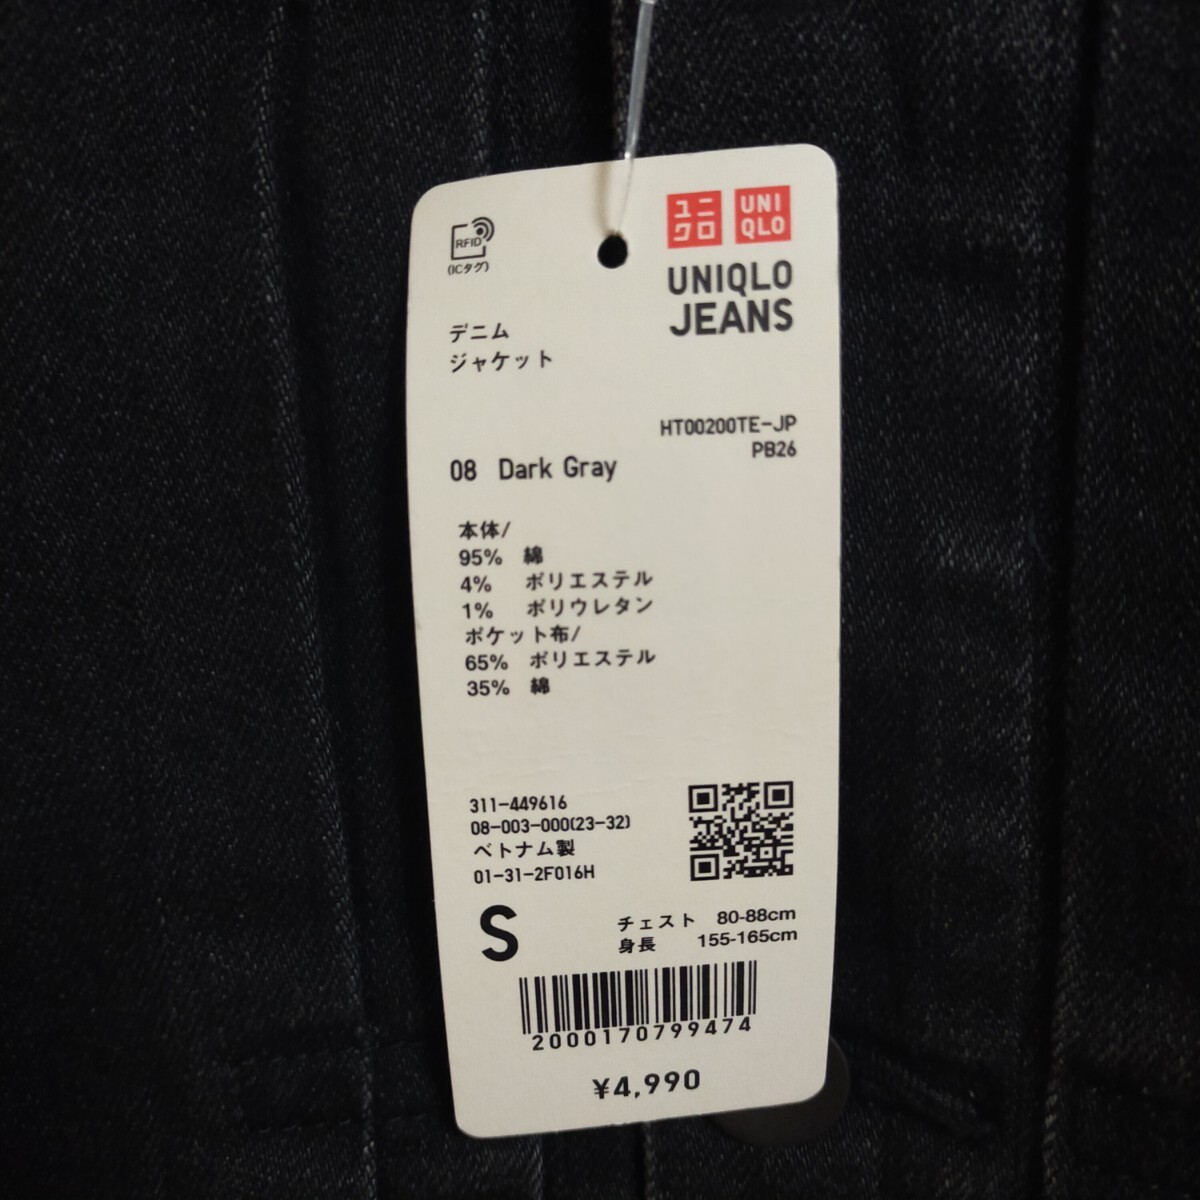 RFID
(ICタグ)
ユニ
クロ
UNI
QLO
UNIQLO
JEANS
デニム
ジャケット
HT00200TE-JP
PB26
08 Dark Gray
本体/
95% 綿
4% ポリエステル
1% ポリウレタン
ポケット布/
65% ポリエステル
35% 綿
311-449616
08-003-000(23-32)
ベトナム製
01-31-2F016H
S
チェスト 80-88cm
身長 155-165cm
2000170799474
¥4,990